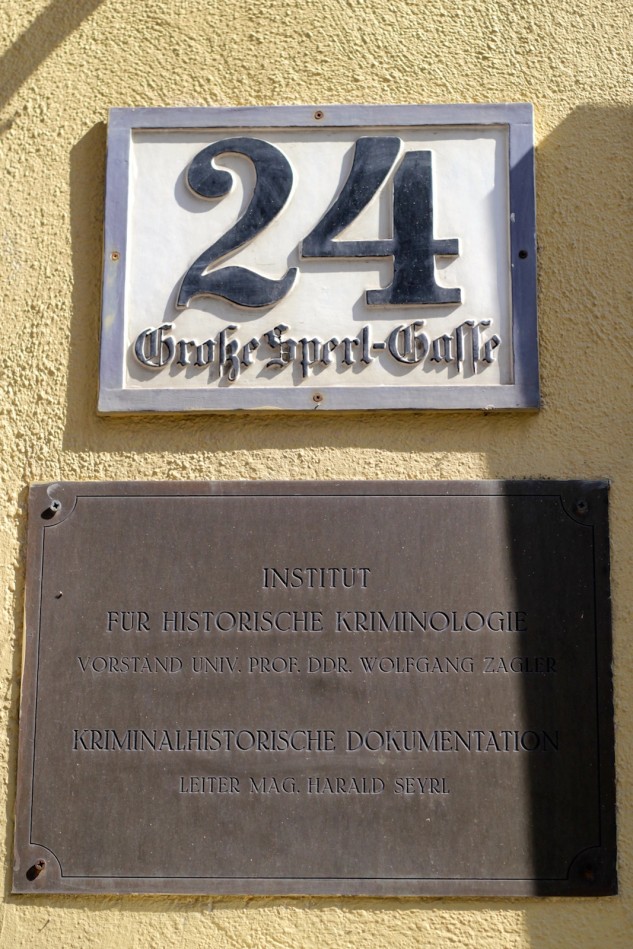 24
Große Sperl-Gasse
INSTITUT
FÜR HISTORISCHE KRIMINOLOGIE
VORSTAND UNIV. PROF. DDR. WOLFGANG ZAGLER
KRIMINALHISTORISCHE DOKUMENTATION
LEITER MAG. HARALD SEYRL